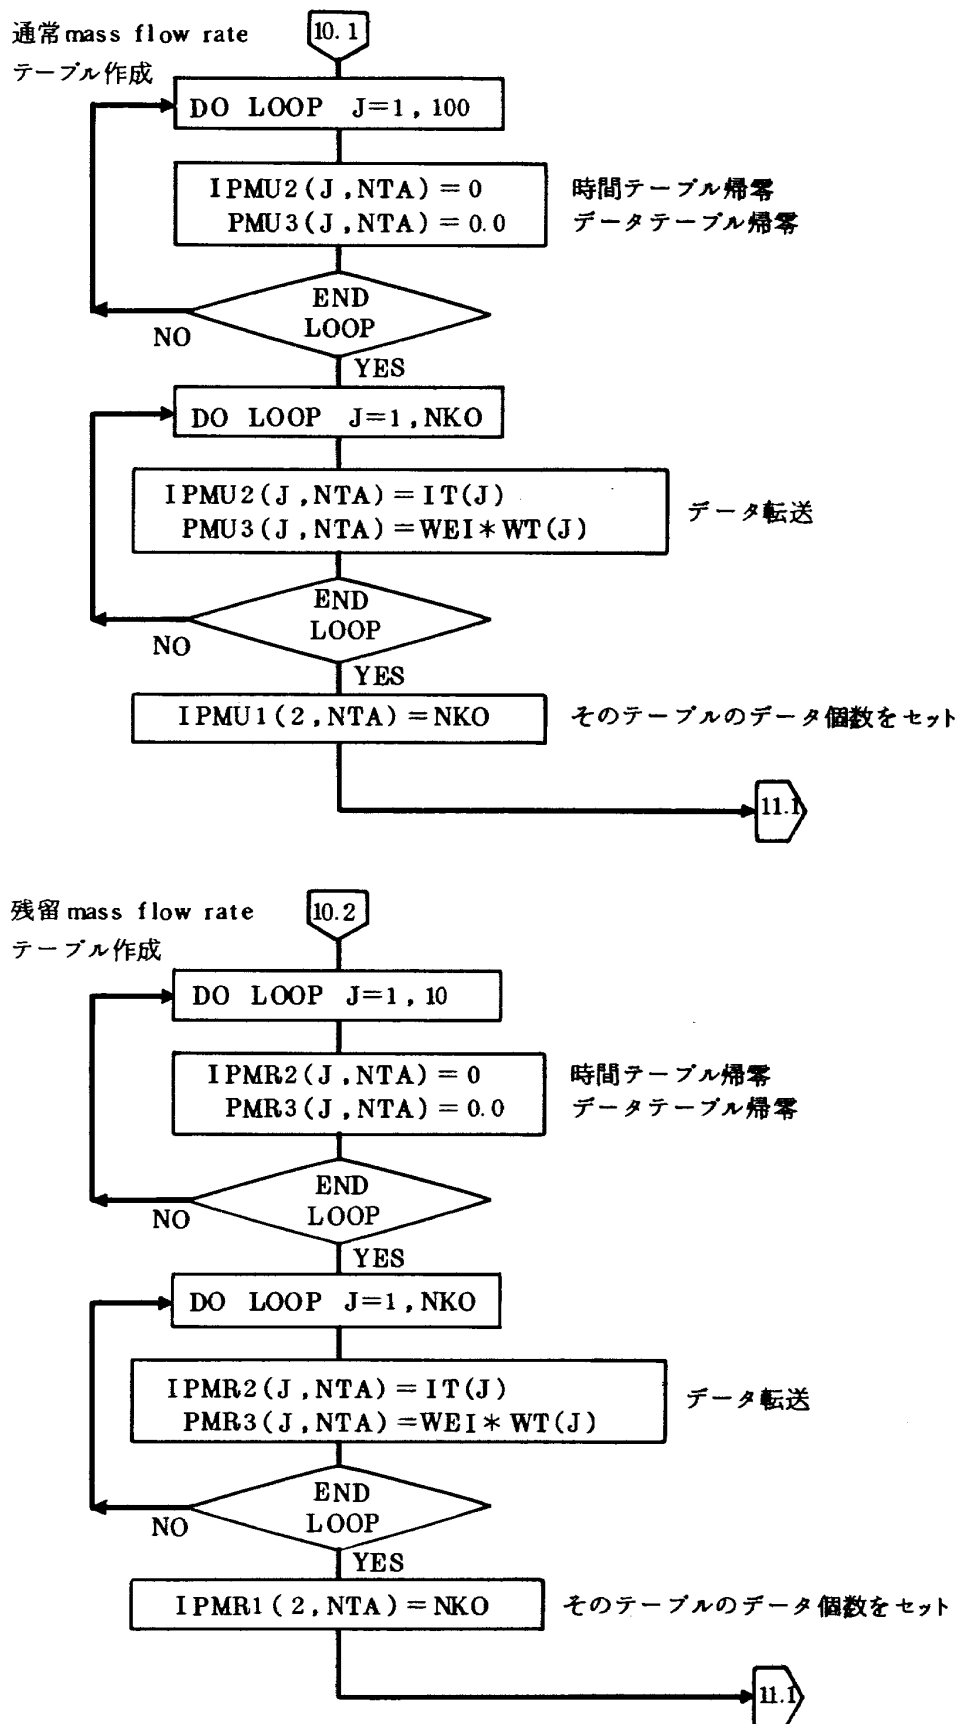 通常mass flow rate
テーブル作成
10.1
DO LOOP J=1,100
IPMU2(J,NTA)=0
PMU3(J,NTA)=0.0
時間テーブル帰零
データテーブル帰零
END
LOOP
NO
YES
DO LOOP J=1,NKO
IPMU2(J,NTA)=IT(J)
PMU3(J,NTA)=WEI*WT(J)
データ転送
END
LOOP
NO
YES
IPMU1(2,NTA)=NKO
そのテーブルのデータ個数をセット
11.1
残留mass flow rate
テーブル作成
10.2
DO LOOP J=1,10
IPMR2(J,NTA)=0
PMR3(J,NTA)=0.0
時間テーブル帰零
データテーブル帰零
END
LOOP
NO
YES
DO LOOP J=1,NKO
IPMR2(J,NTA)=IT(J)
PMR3(J,NTA)=WEI*WT(J)
データ転送
END
LOOP
NO
YES
IPMR1(2,NTA)=NKO
そのテーブルのデータ個数をセット
11.1